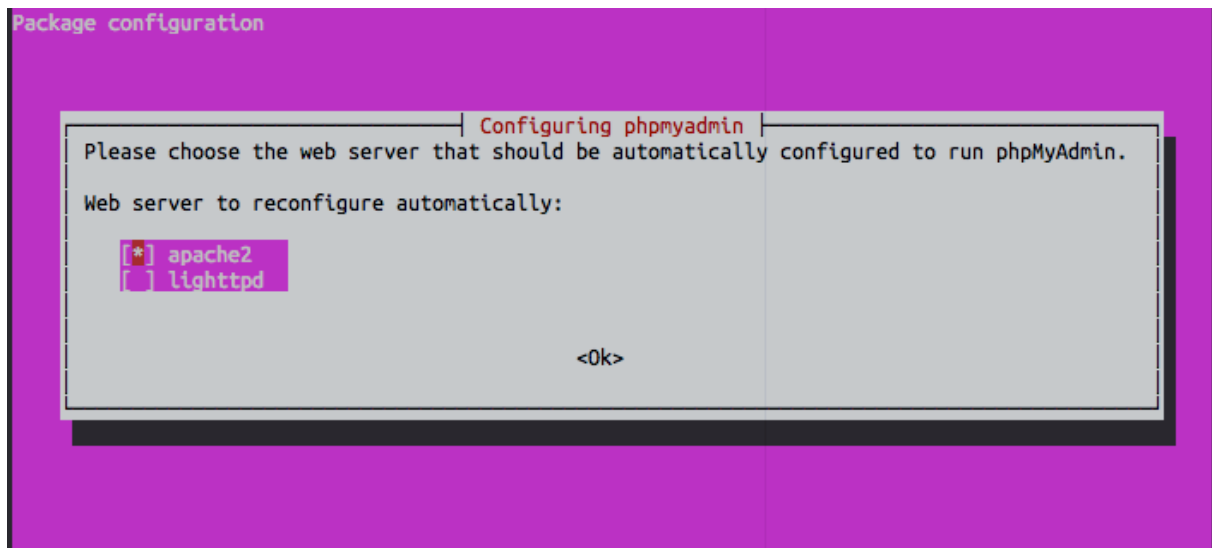 Package configuration
Configuring phpmyadmin
Please choose the web server that should be automatically configured to run phpMyAdmin.
Web server to reconfigure automatically:
[*] apache2
[ ] lighttpd
<Ok>